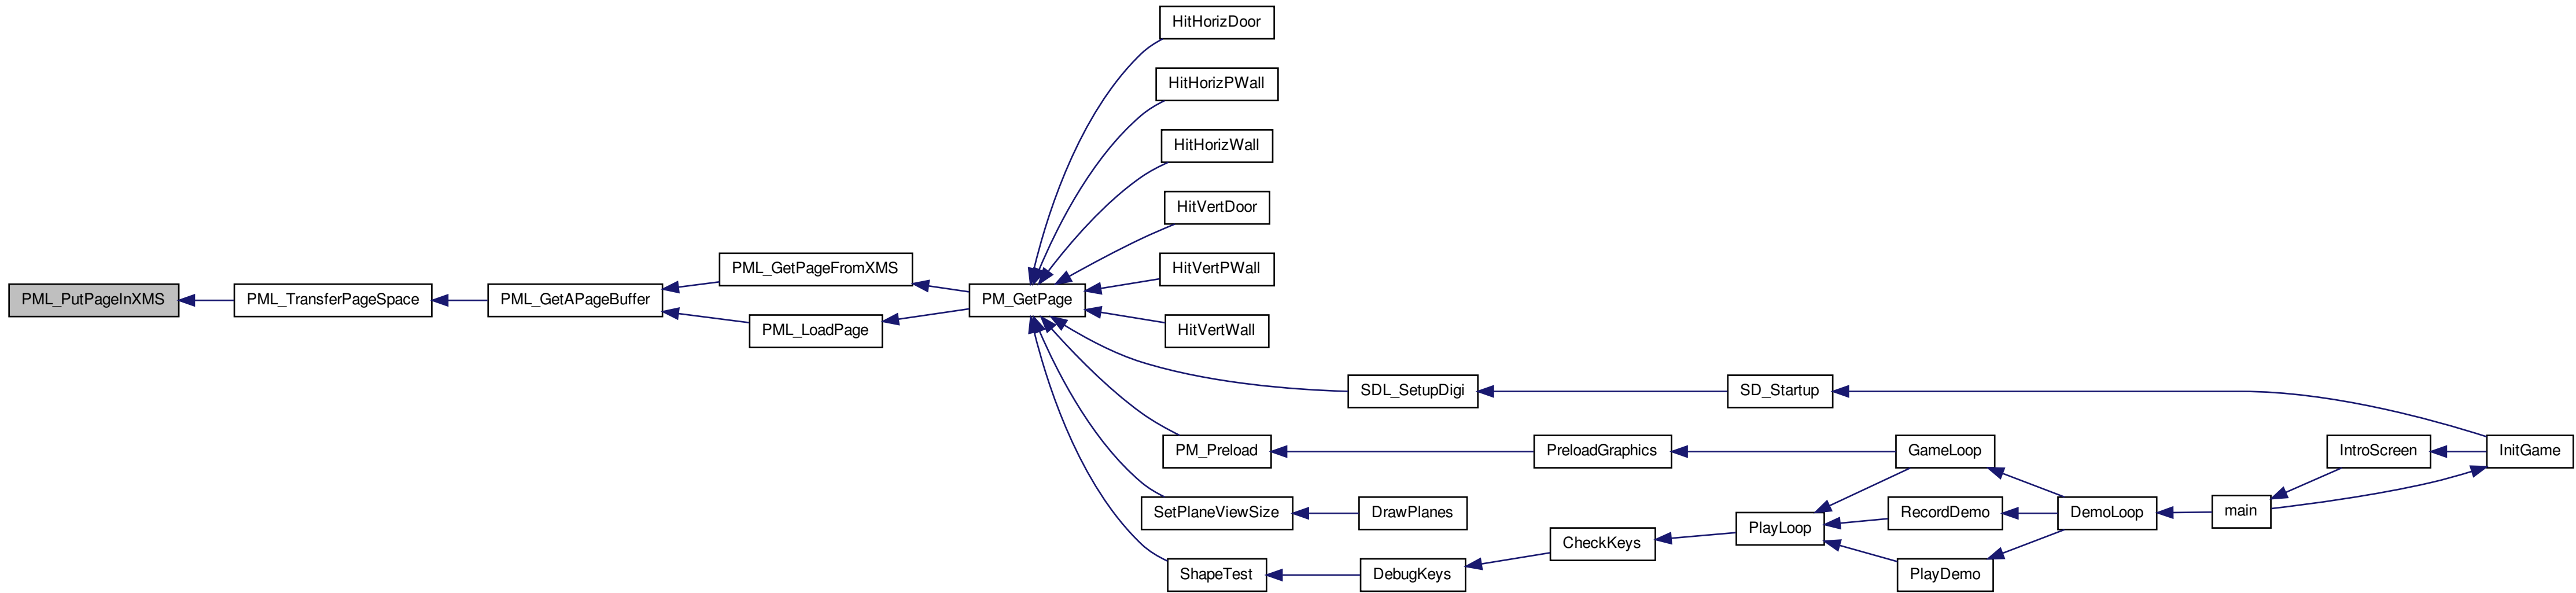 HitHorizDoor
HitHorizPWall
HitHorizWall
HitVertDoor
HitVertPWall
HitVertWall
PML_PutPageInXMS
PML_TransferPageSpace
PML_GetAPageBuffer
PML_GetPageFromXMS
PML_LoadPage
PM_GetPage
SDL_SetupDigi
SD_Startup
PM_Preload
PreloadGraphics
GameLoop
IntroScreen
InitGame
SetPlaneViewSize
DrawPlanes
PlayLoop
RecordDemo
DemoLoop
main
ShapeTest
DebugKeys
CheckKeys
PlayDemo